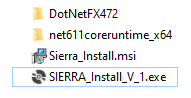 DotNetFX472
net611coreruntime_x64
Sierra_Install.msi
SIERRA_Install_V_1.exe